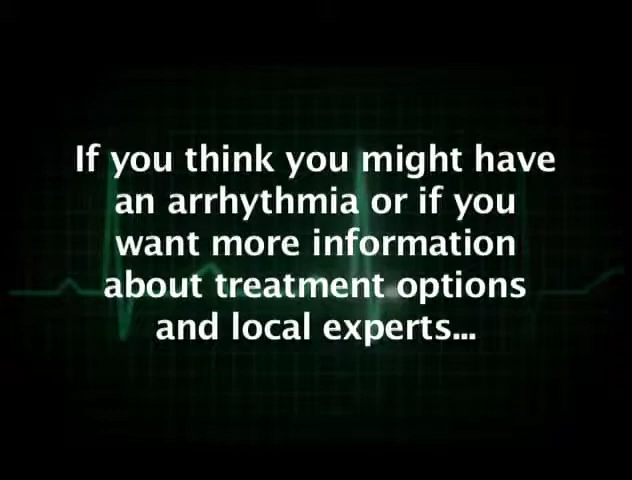 If you think you might have
an arrhythmia or if you
want more information
about treatment options
and local experts...